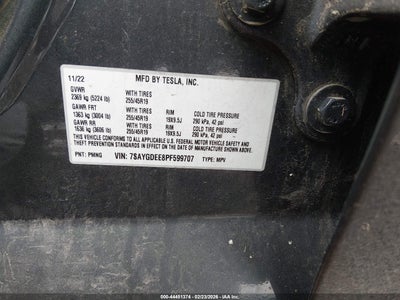 11/22 MFD BY TESLA, INC.
GVWR WITH TIRES
2369 kg (5224 lb) 255/45R19
GAWR FRT WITH TIRES RIM COLD TIRE PRESSURE
1363 kg (3004 lb) 255/45R19 19X9.5J 290 kPa, 42 psi
GAWR RR WITH TIRES RIM COLD TIRE PRESSURE
1636 kg (3606 lb) 255/45R19 19X9.5J 290 kPa, 42 psi
THIS VEHICLE CONFORMS TO ALL APPLICABLE U.S. FEDERAL MOTOR VEHICLE SAFETY AND
THEFT PREVENTION STANDARDS IN EFFECT ON THE DATE OF MANUFACTURE SHOWN ABOVE.
PNT: PMNG VIN: 7SAYGDEE8PF599707 TYPE: MPV
000-44451374 - 02/23/2026 - IAAI.COM